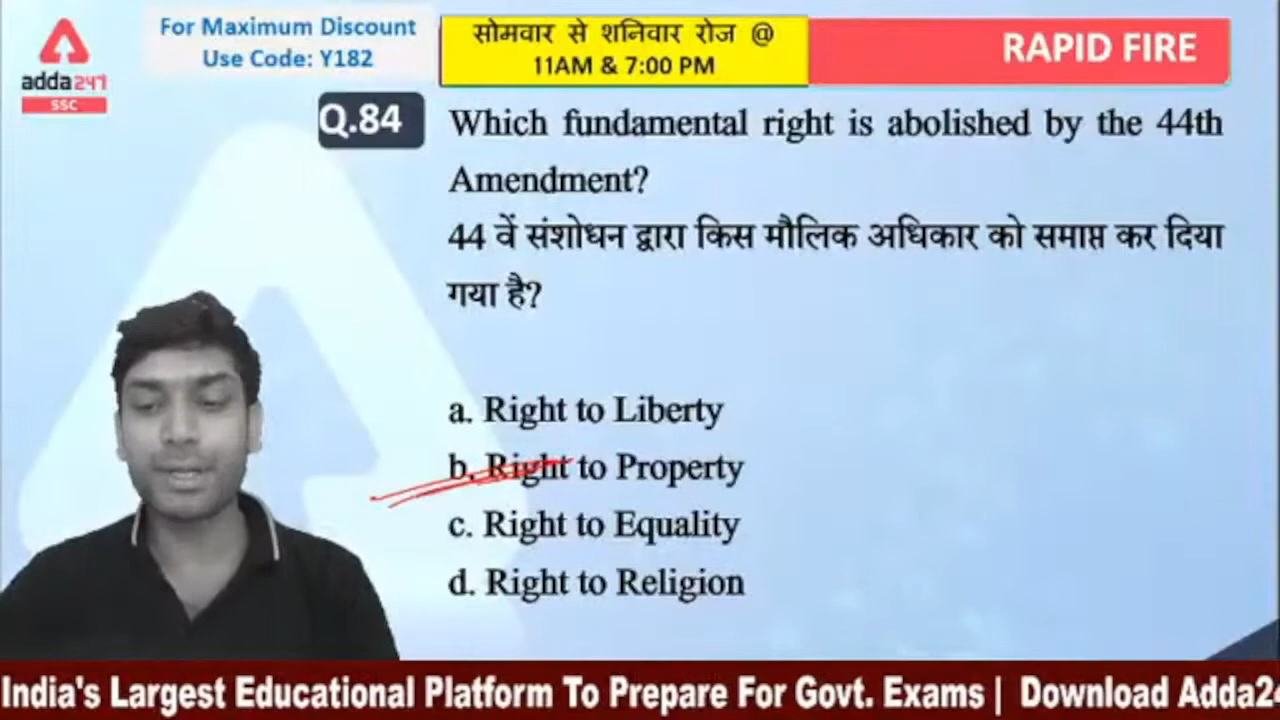 For Maximum Discount
Use Code: Y182
adda247
SSC
सोमवार से शनिवार रोज @
11AM & 7:00 PM
RAPID FIRE
Q.84
Which fundamental right is abolished by the 44th
Amendment?
44 वें संशोधन द्वारा किस मौलिक अधिकार को समाप्त कर दिया
गया है?
a. Right to Liberty
b. Right to Property
c. Right to Equality
d. Right to Religion
India's Largest Educational Platform To Prepare For Govt. Exams | Download Adda24